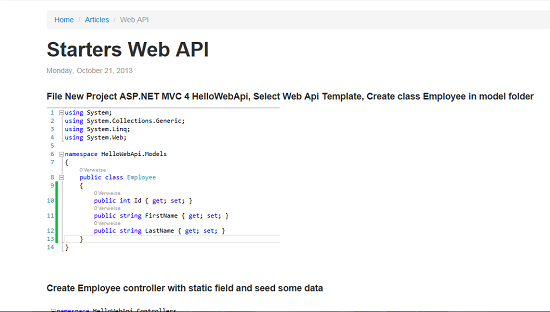 Home / Articles / Web API
Starters Web API
Monday, October 21, 2013
File New Project ASP.NET MVC 4 HelloWebApi, Select Web Api Template, Create class Employee in model folder
1 using System;
2 using System.Collections.Generic;
3 using System.Linq;
4 using System.Web;
5
6 namespace HelloWebApi.Models
7 {
0 Verweise
8 public class Employee
9 {
0 Verweise
10 public int Id { get; set; }
0 Verweise
11 public string FirstName { get; set; }
0 Verweise
12 public string LastName { get; set; }
13 }
14 }
Create Employee controller with static field and seed some data
namespace HelloWebApi.Controllers